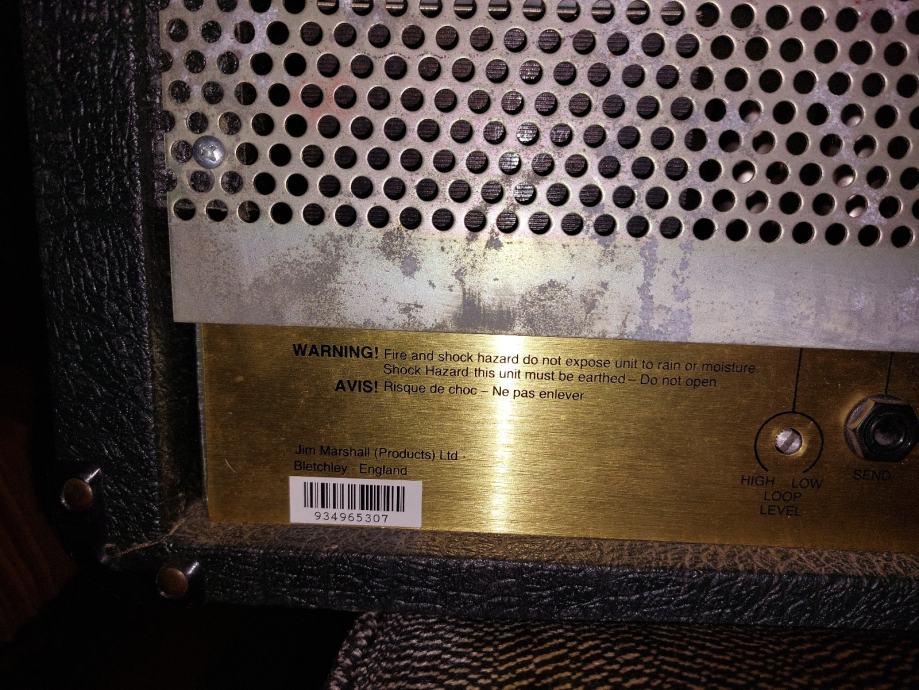 WARNING! Fire and shock hazard do not expose unit to rain or moisture.
Shock Hazard this unit must be earthed – Do not open
AVIS! Risque de choc – Ne pas enlever
Jim Marshall (Products) Ltd
Bletchley England
934965307
HIGH LOW
LOOP
LEVEL
SEND